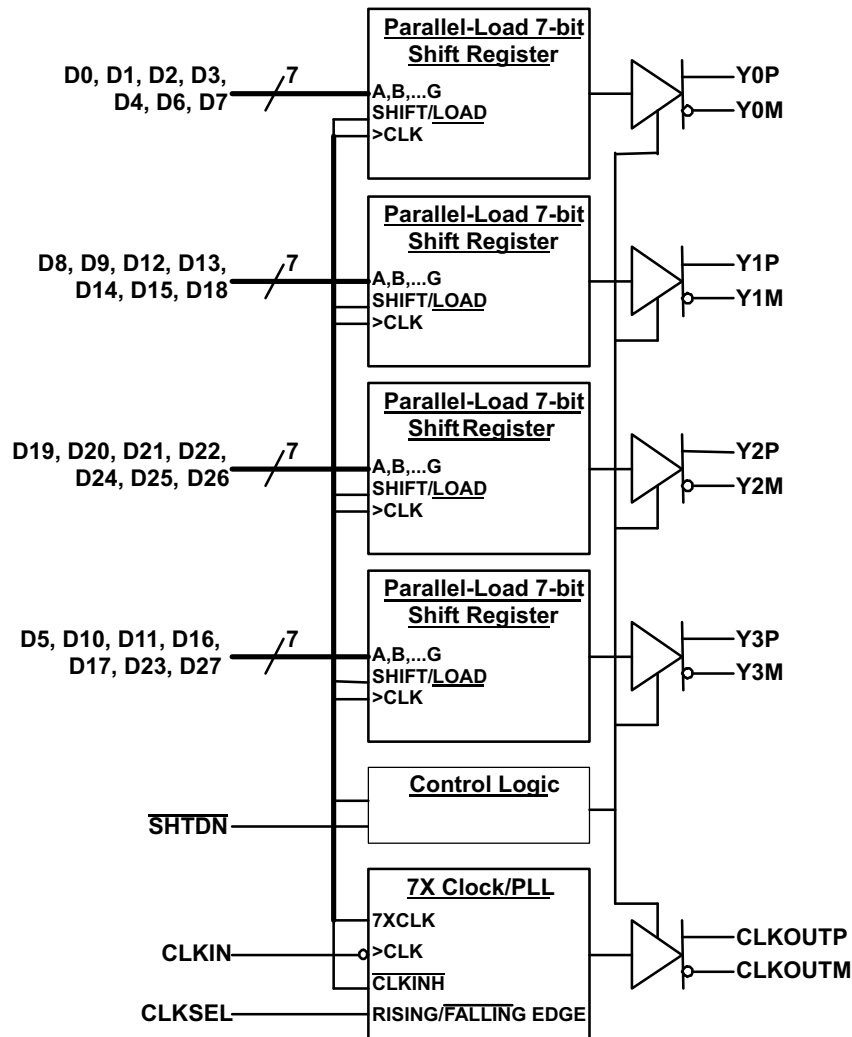 Parallel-Load 7-bit
Shift Register
D0, D1, D2, D3,
D4, D6, D7
7
A,B,...G
SHIFT/LOAD
>CLK
Y0P
Y0M
Parallel-Load 7-bit
Shift Register
D8, D9, D12, D13,
D14, D15, D18
7
A,B,...G
SHIFT/LOAD
>CLK
Y1P
Y1M
Parallel-Load 7-bit
Shift Register
D19, D20, D21, D22,
D24, D25, D26
7
A,B,...G
SHIFT/LOAD
>CLK
Y2P
Y2M
Parallel-Load 7-bit
Shift Register
D5, D10, D11, D16,
D17, D23, D27
7
A,B,...G
SHIFT/LOAD
>CLK
Y3P
Y3M
Control Logic
SHTDN
7X Clock/PLL
7XCLK
CLKIN
>CLK
CLKINH
CLKSEL
RISING/FALLING EDGE
CLKOUTP
CLKOUTM